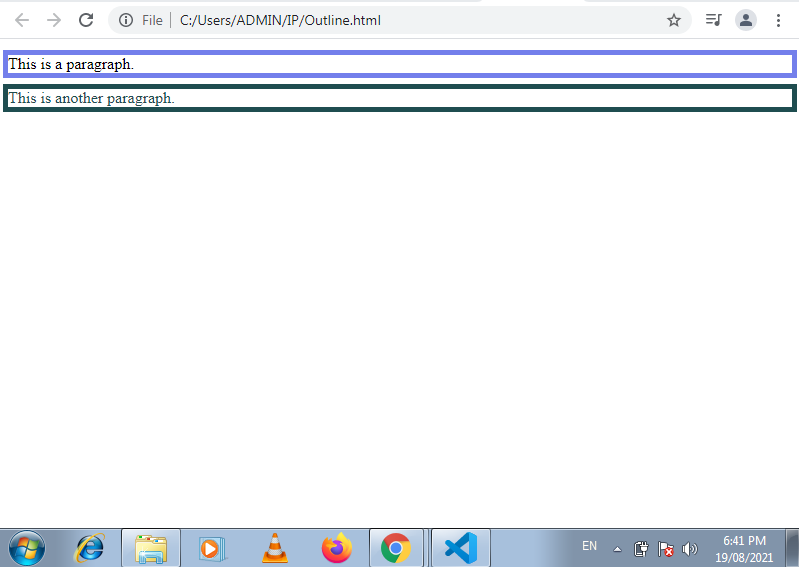 File
C:/Users/ADMIN/IP/Outline.html
This is a paragraph.
This is another paragraph.
EN
6:41 PM
19/08/2021